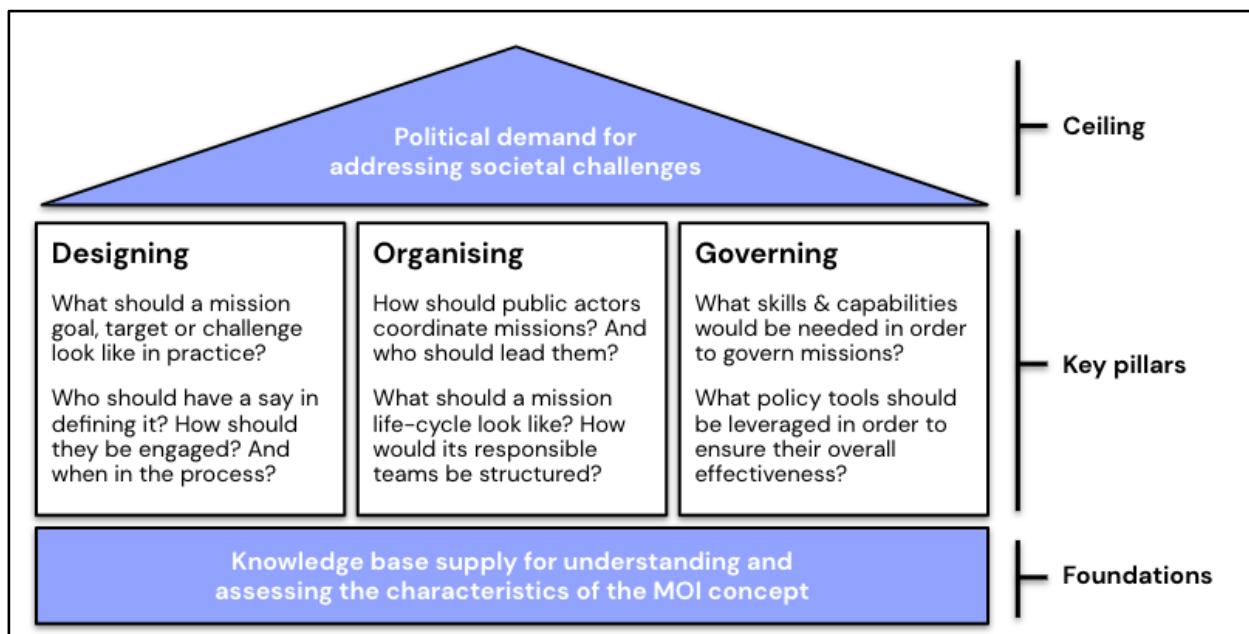 Political demand for
addressing societal challenges
Ceiling
Designing
What should a mission
goal, target or challenge
look like in practice?
Who should have a say in
defining it? How should
they be engaged? And
when in the process?
Organising
How should public actors
coordinate missions? And
who should lead them?
What should a mission
life-cycle look like? How
would its responsible
teams be structured?
Governing
What skills & capabilities
would be needed in order
to govern missions?
What policy tools should
be leveraged in order to
ensure their overall
effectiveness?
Key pillars
Knowledge base supply for understanding and
assessing the characteristics of the MOI concept
Foundations